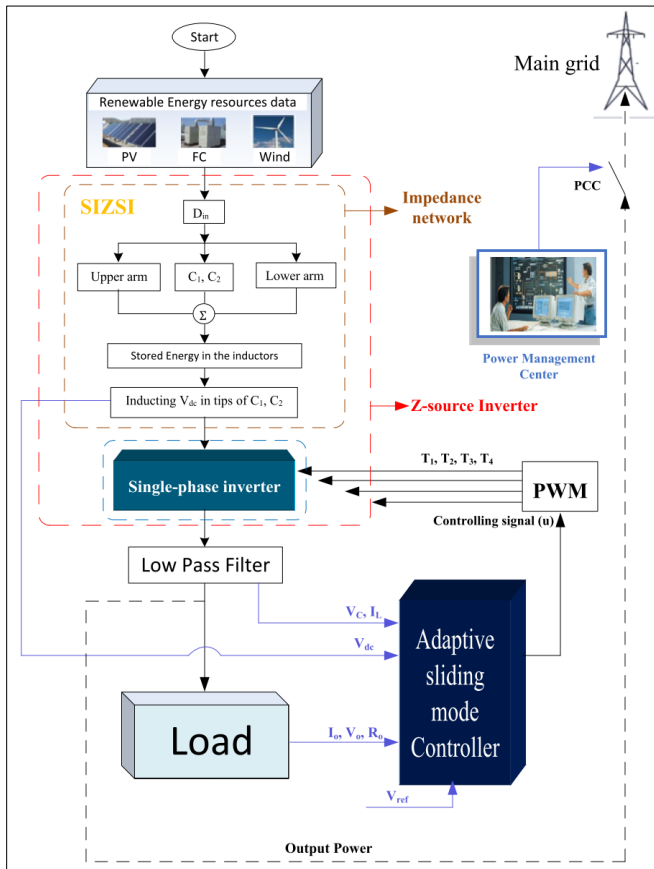 Start
Main grid
Renewable Energy resources data
PV
FC
Wind
PCC
SIZSI
Impedance
network
Din
Upper arm
C1, C2
Lower arm
Σ
Stored Energy in the inductors
Power Management
Center
Inducting Vdc in tips of C1, C2
Z-source Inverter
T1, T2, T3, T4
Single-phase inverter
PWM
Controlling signal (u)
Low Pass Filter
VC, IL
Vdc
Adaptive
sliding
mode
Controller
Load
Io, Vo, Ro
Vref
Output Power